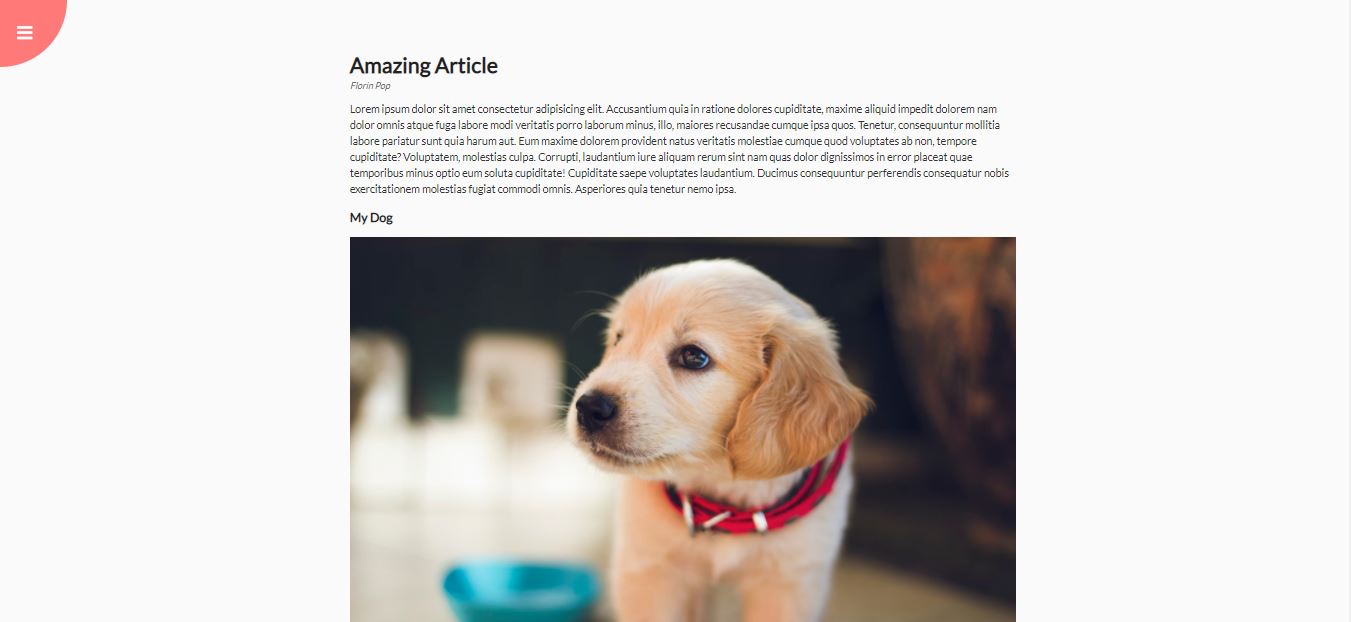 Amazing Article
Florin Pop
Lorem ipsum dolor sit amet consectetur adipisicing elit. Accusantium quia in ratione dolores cupiditate, maxime aliquid impedit dolorem nam
dolor omnis atque fuga labore modi veritatis porro laborum minus, illo, maiores recusandae cumque ipsa quos. Tenetur, consequuntur mollitia
labore pariatur sunt quia harum aut. Eum maxime dolorem provident natus veritatis molestiae cumque quod voluptates ab non, tempore
cupiditate? Voluptatem, molestias culpa. Corrupti, laudantium iure aliquam rerum sint nam quas dolor dignissimos in error placeat quae
temporibus minus optio eum soluta cupiditate! Cupiditate saepe voluptates laudantium. Ducimus consequuntur perferendis consequatur nobis
exercitationem molestias fugiat commodi omnis. Asperiores quia tenetur nemo ipsa.
My Dog